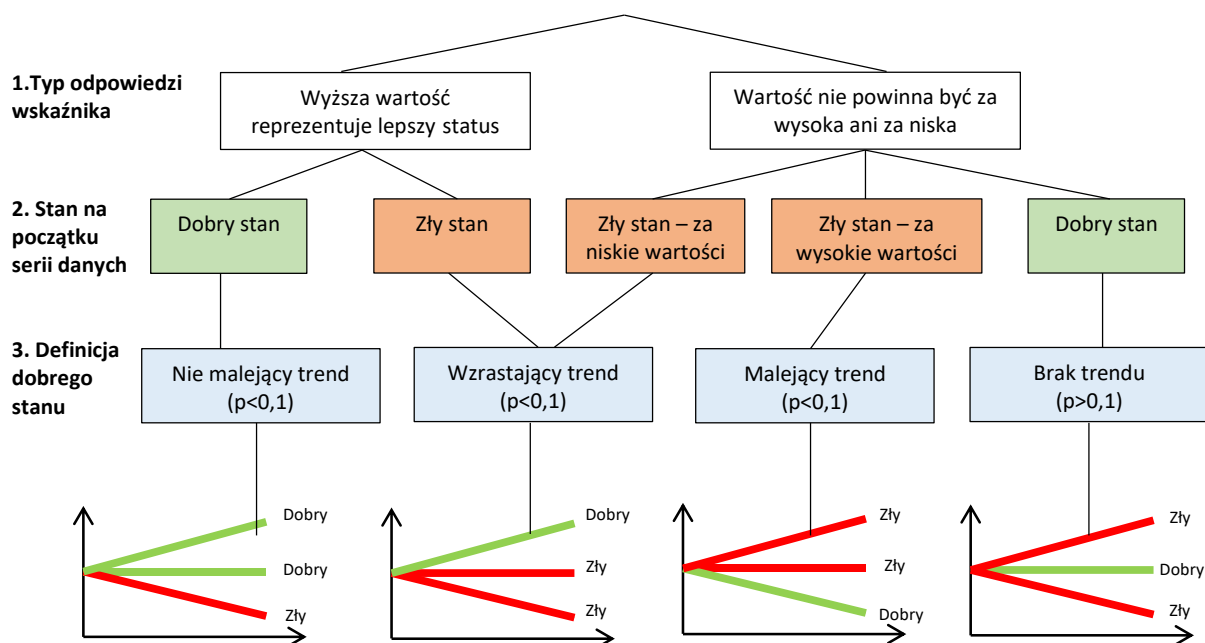 1.Typ odpowiedzi
wskaźnika
Wyższa wartość
reprezentuje lepszy status
Wartość nie powinna być za
wysoka ani za niska
2. Stan na
początku
serii danych
Dobry stan
Zły stan
Zły stan – za
niskie wartości
Zły stan – za
wysokie wartości
Dobry stan
3. Definicja
dobrego
stanu
Nie malejący trend
(p<0,1)
Wzrastający trend
(p<0,1)
Malejący trend
(p<0,1)
Brak trendu
(p>0,1)
Dobry
Dobry
Zły
Dobry
Zły
Zły
Zły
Zły
Dobry
Zły
Dobry
Zły